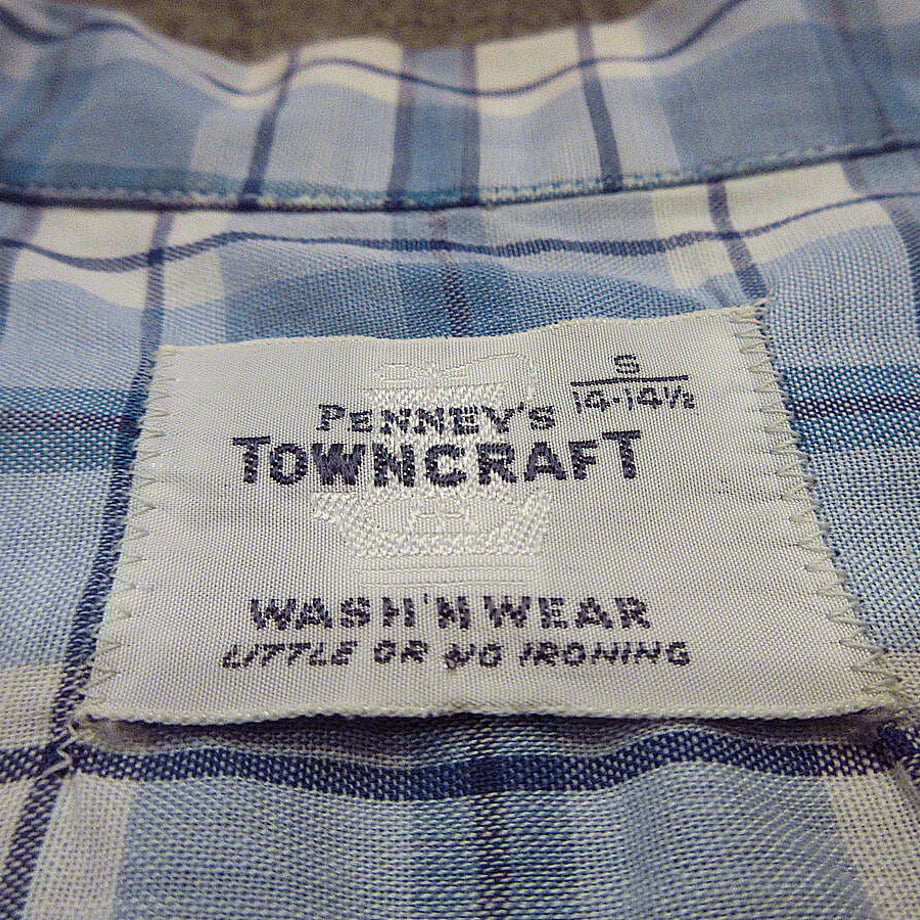 S
14-14½
PENNEY'S
TOWNCRAFT
WASH'N WEAR
LITTLE OR NO IRONING